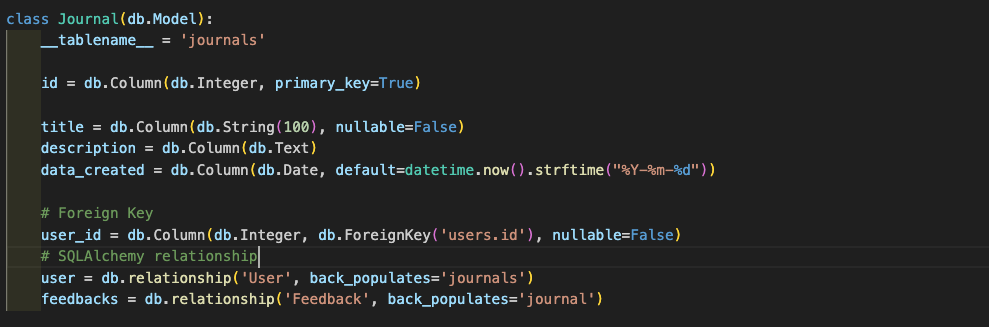 class Journal(db.Model):
    __tablename__ = 'journals'
    id = db.Column(db.Integer, primary_key=True)
    title = db.Column(db.String(100), nullable=False)
    description = db.Column(db.Text)
    data_created = db.Column(db.Date, default=datetime.now().strftime("%Y-%m-%d"))
    # Foreign Key
    user_id = db.Column(db.Integer, db.ForeignKey('users.id'), nullable=False)
    # SQLAlchemy relationship
    user = db.relationship('User', back_populates='journals')
    feedbacks = db.relationship('Feedback', back_populates='journal')